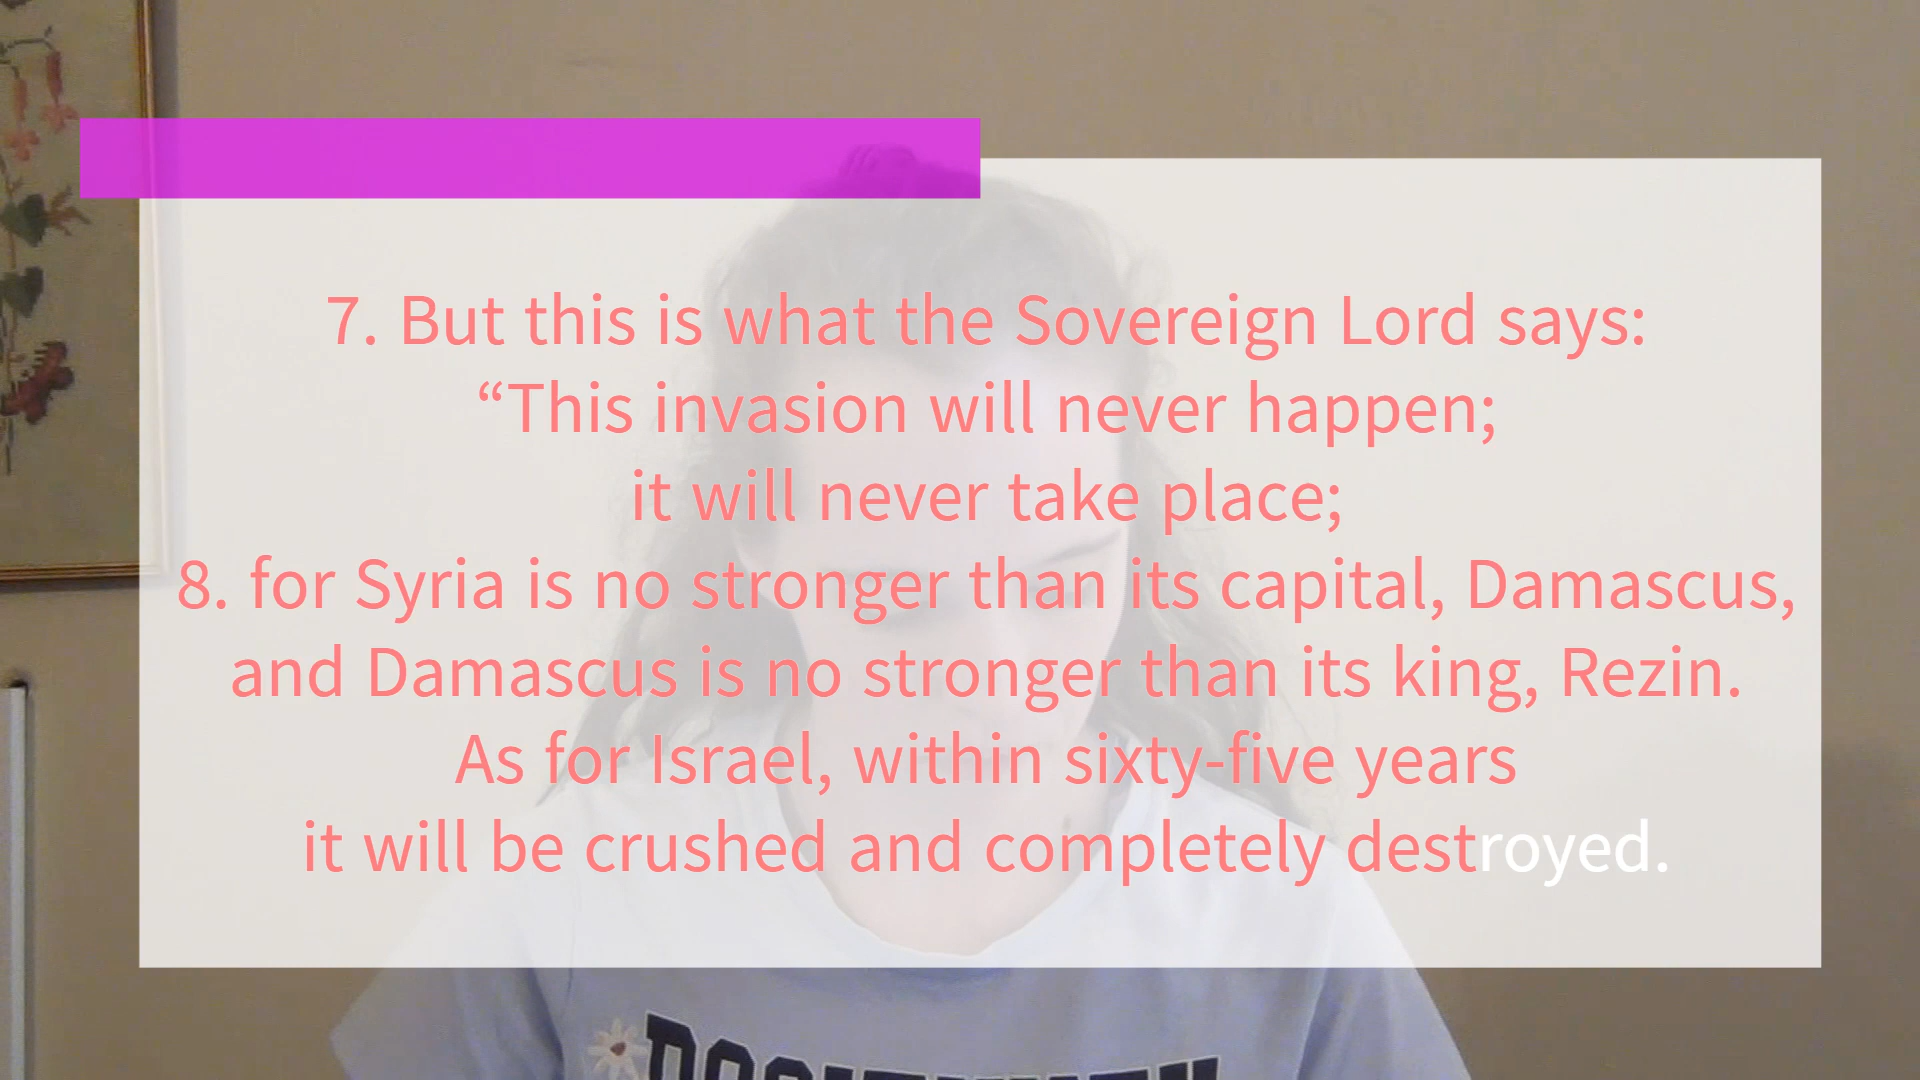 7. But this is what the Sovereign Lord says:
“This invasion will never happen;
it will never take place;
8. for Syria is no stronger than its capital, Damascus,
and Damascus is no stronger than its king, Rezin.
As for Israel, within sixty-five years
it will be crushed and completely destroyed.